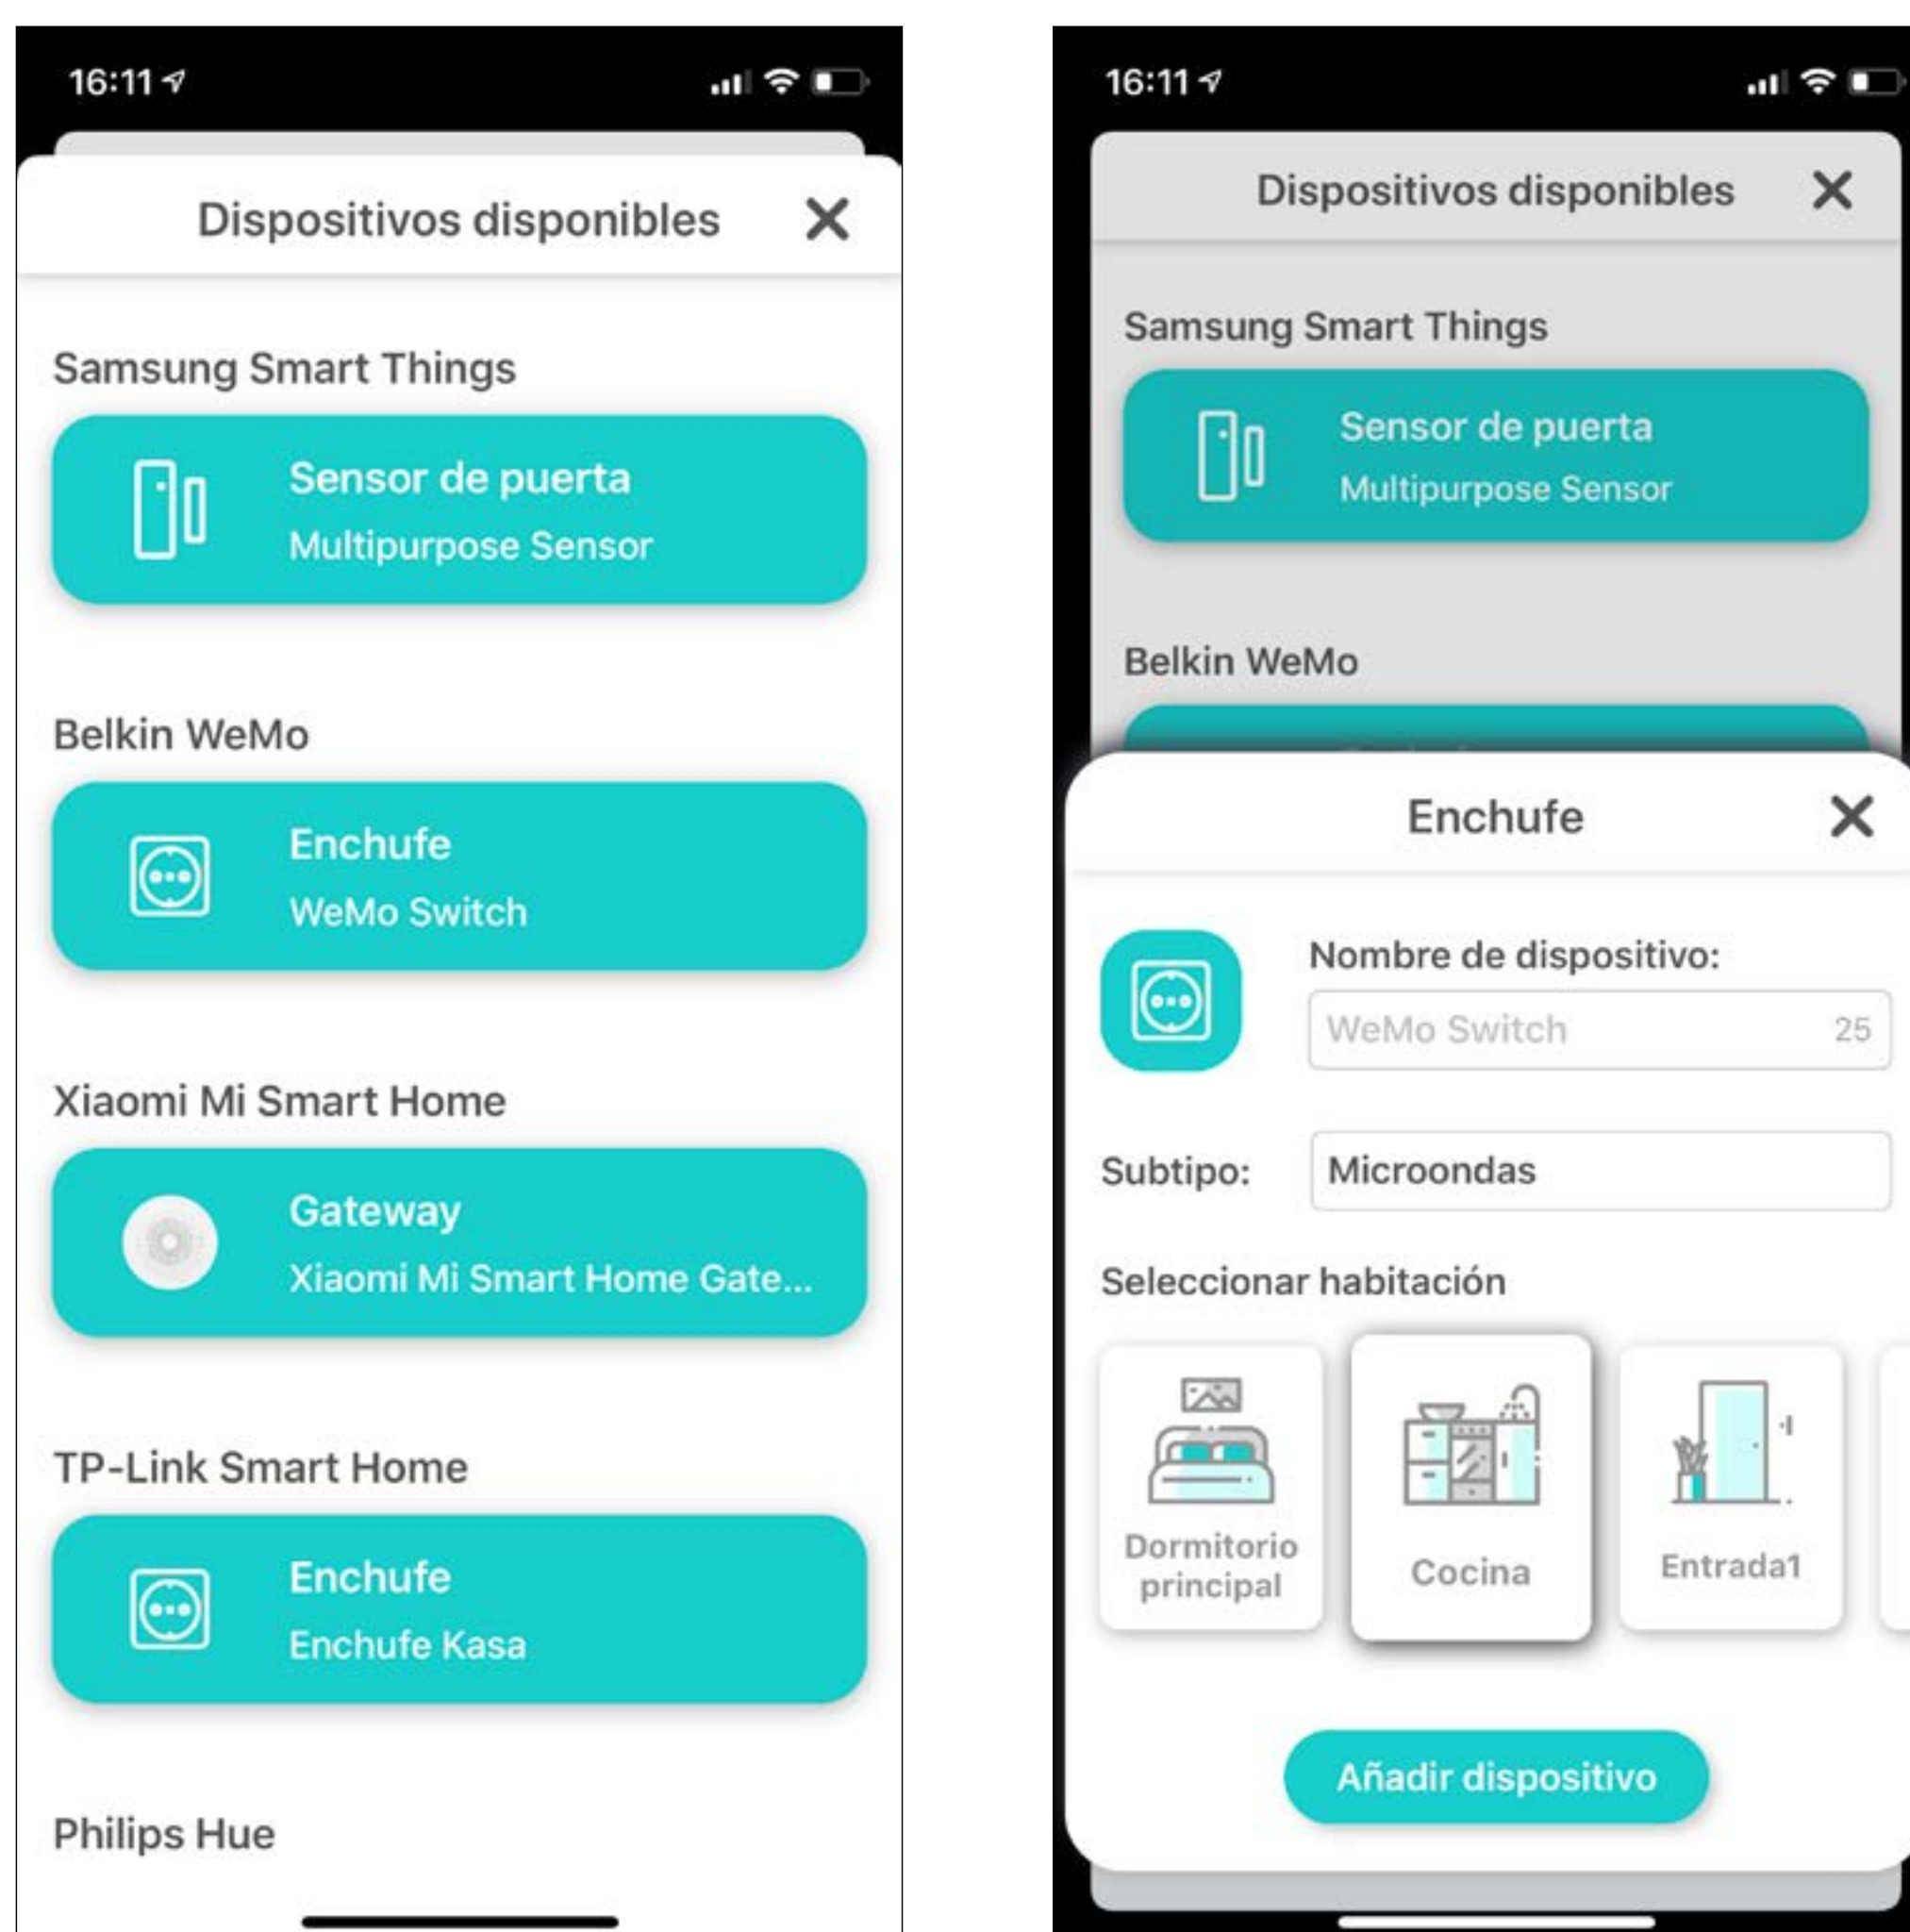 16:11
Dispositivos disponibles
Samsung Smart Things
Sensor de puerta
Multipurpose Sensor
Belkin WeMo
Enchufe
WeMo Switch
Xiaomi Mi Smart Home
Gateway
Xiaomi Mi Smart Home Gate...
TP-Link Smart Home
Enchufe
Enchufe Kasa
Philips Hue
16:11
Dispositivos disponibles
Samsung Smart Things
Sensor de puerta
Multipurpose Sensor
Belkin WeMo
Enchufe
Nombre de dispositivo:
WeMo Switch 25
Subtipo: Microondas
Seleccionar habitación
Dormitorio
principal
Cocina
Entrada1
Añadir dispositivo